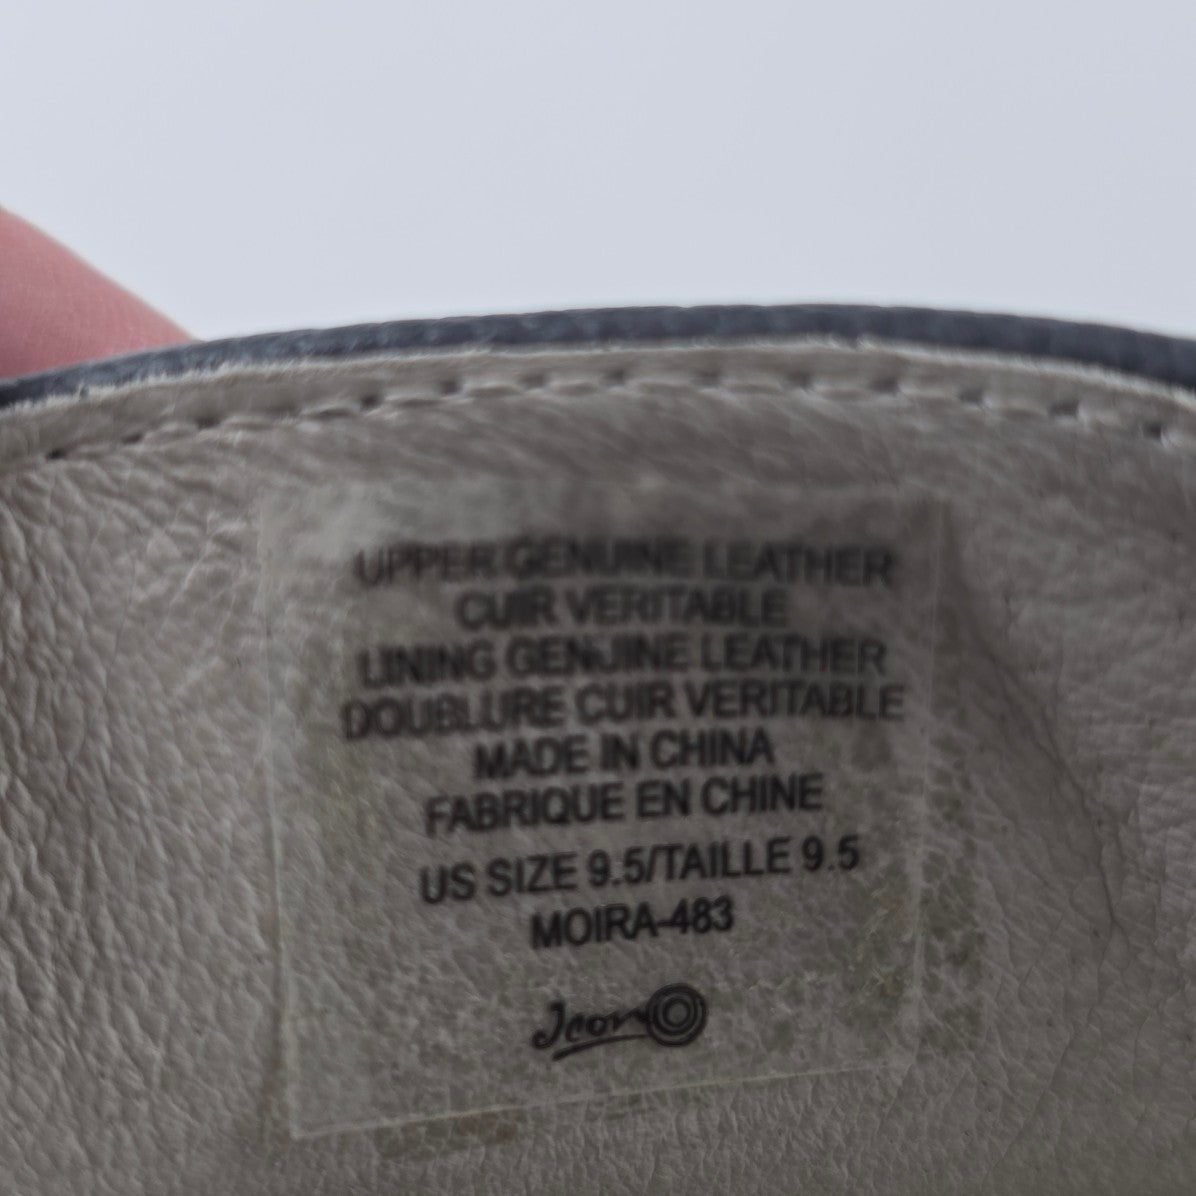 UPPER GENUINE LEATHER
CUIR VERITABLE
LINING GENUINE LEATHER
DOUBLURE CUIR VERITABLE
MADE IN CHINA
FABRIQUE EN CHINE
US SIZE 9.5/TAILLE 9.5
MOIRA-483
Icon